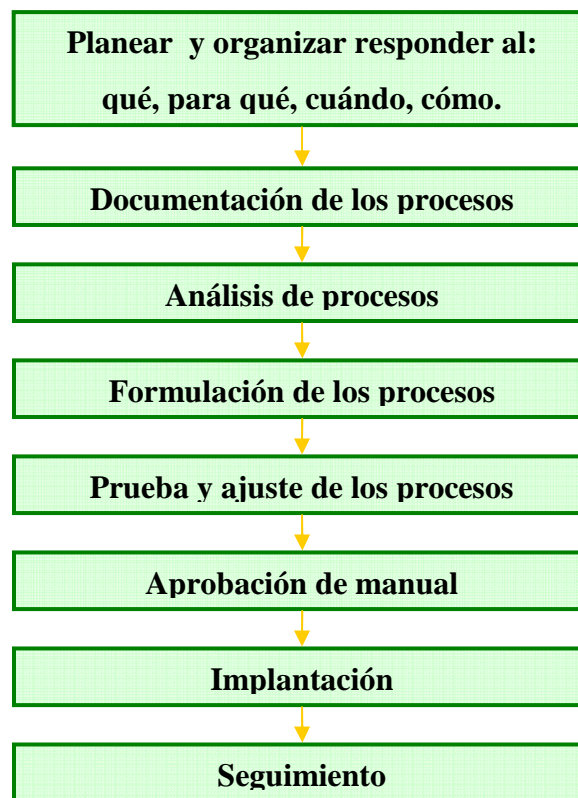 Planear y organizar responder al:
qué, para qué, cuándo, cómo.
Documentación de los procesos
Análisis de procesos
Formulación de los procesos
Prueba y ajuste de los procesos
Aprobación de manual
Implantación
Seguimiento